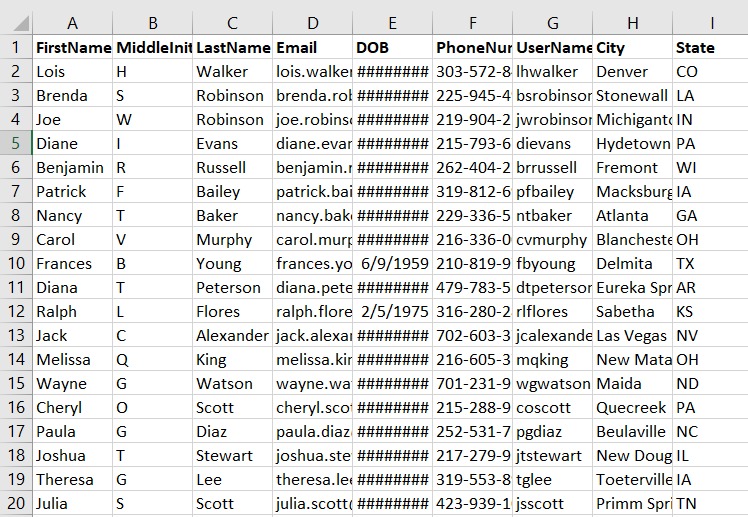 A B C D E F G H I
1 FirstName MiddleInit LastName Email DOB PhoneNur UserName City State
2 Lois H Walker lois.walker ######## 303-572-8 lhwalker Denver CO
3 Brenda S Robinson brenda.rob ######## 225-945-4 bsrobinson Stonewall LA
4 Joe W Robinson joe.robins ######## 219-904-2 jwrobinson Michiganto IN
5 Diane I Evans diane.evan ######## 215-793-6 dievans Hydetown PA
6 Benjamin R Russell benjamin.r ######## 262-404-2 brrussell Fremont WI
7 Patrick F Bailey patrick.bai ######## 319-812-6 pfbailey Macksburg IA
8 Nancy T Baker nancy.bake ######## 229-336-5 ntbaker Atlanta GA
9 Carol V Murphy carol.murp ######## 216-336-0 cvmurphy Blancheste OH
10 Frances B Young frances.yo 6/9/1959 210-819-9 fbyoung Delmita TX
11 Diana T Peterson diana.pete ######## 479-783-5 dtpeterson Eureka Spr AR
12 Ralph L Flores ralph.flore 2/5/1975 316-280-2 rlflores Sabetha KS
13 Jack C Alexander jack.alexan ######## 702-603-3 jcalexande Las Vegas NV
14 Melissa Q King melissa.kin ######## 216-605-3 mqking New Mata OH
15 Wayne G Watson wayne.wa ######## 701-231-9 wgwatson Maida ND
16 Cheryl O Scott cheryl.scot ######## 215-288-9 coscott Quecreek PA
17 Paula G Diaz paula.diaz ######## 252-531-7 pgdiaz Beulaville NC
18 Joshua T Stewart joshua.ste ######## 217-279-9 jtstewart New Doug IL
19 Theresa G Lee theresa.lee ######## 319-553-8 tglee Toeterville IA
20 Julia S Scott julia.scott ######## 423-939-1 jsscott Primm Spri TN